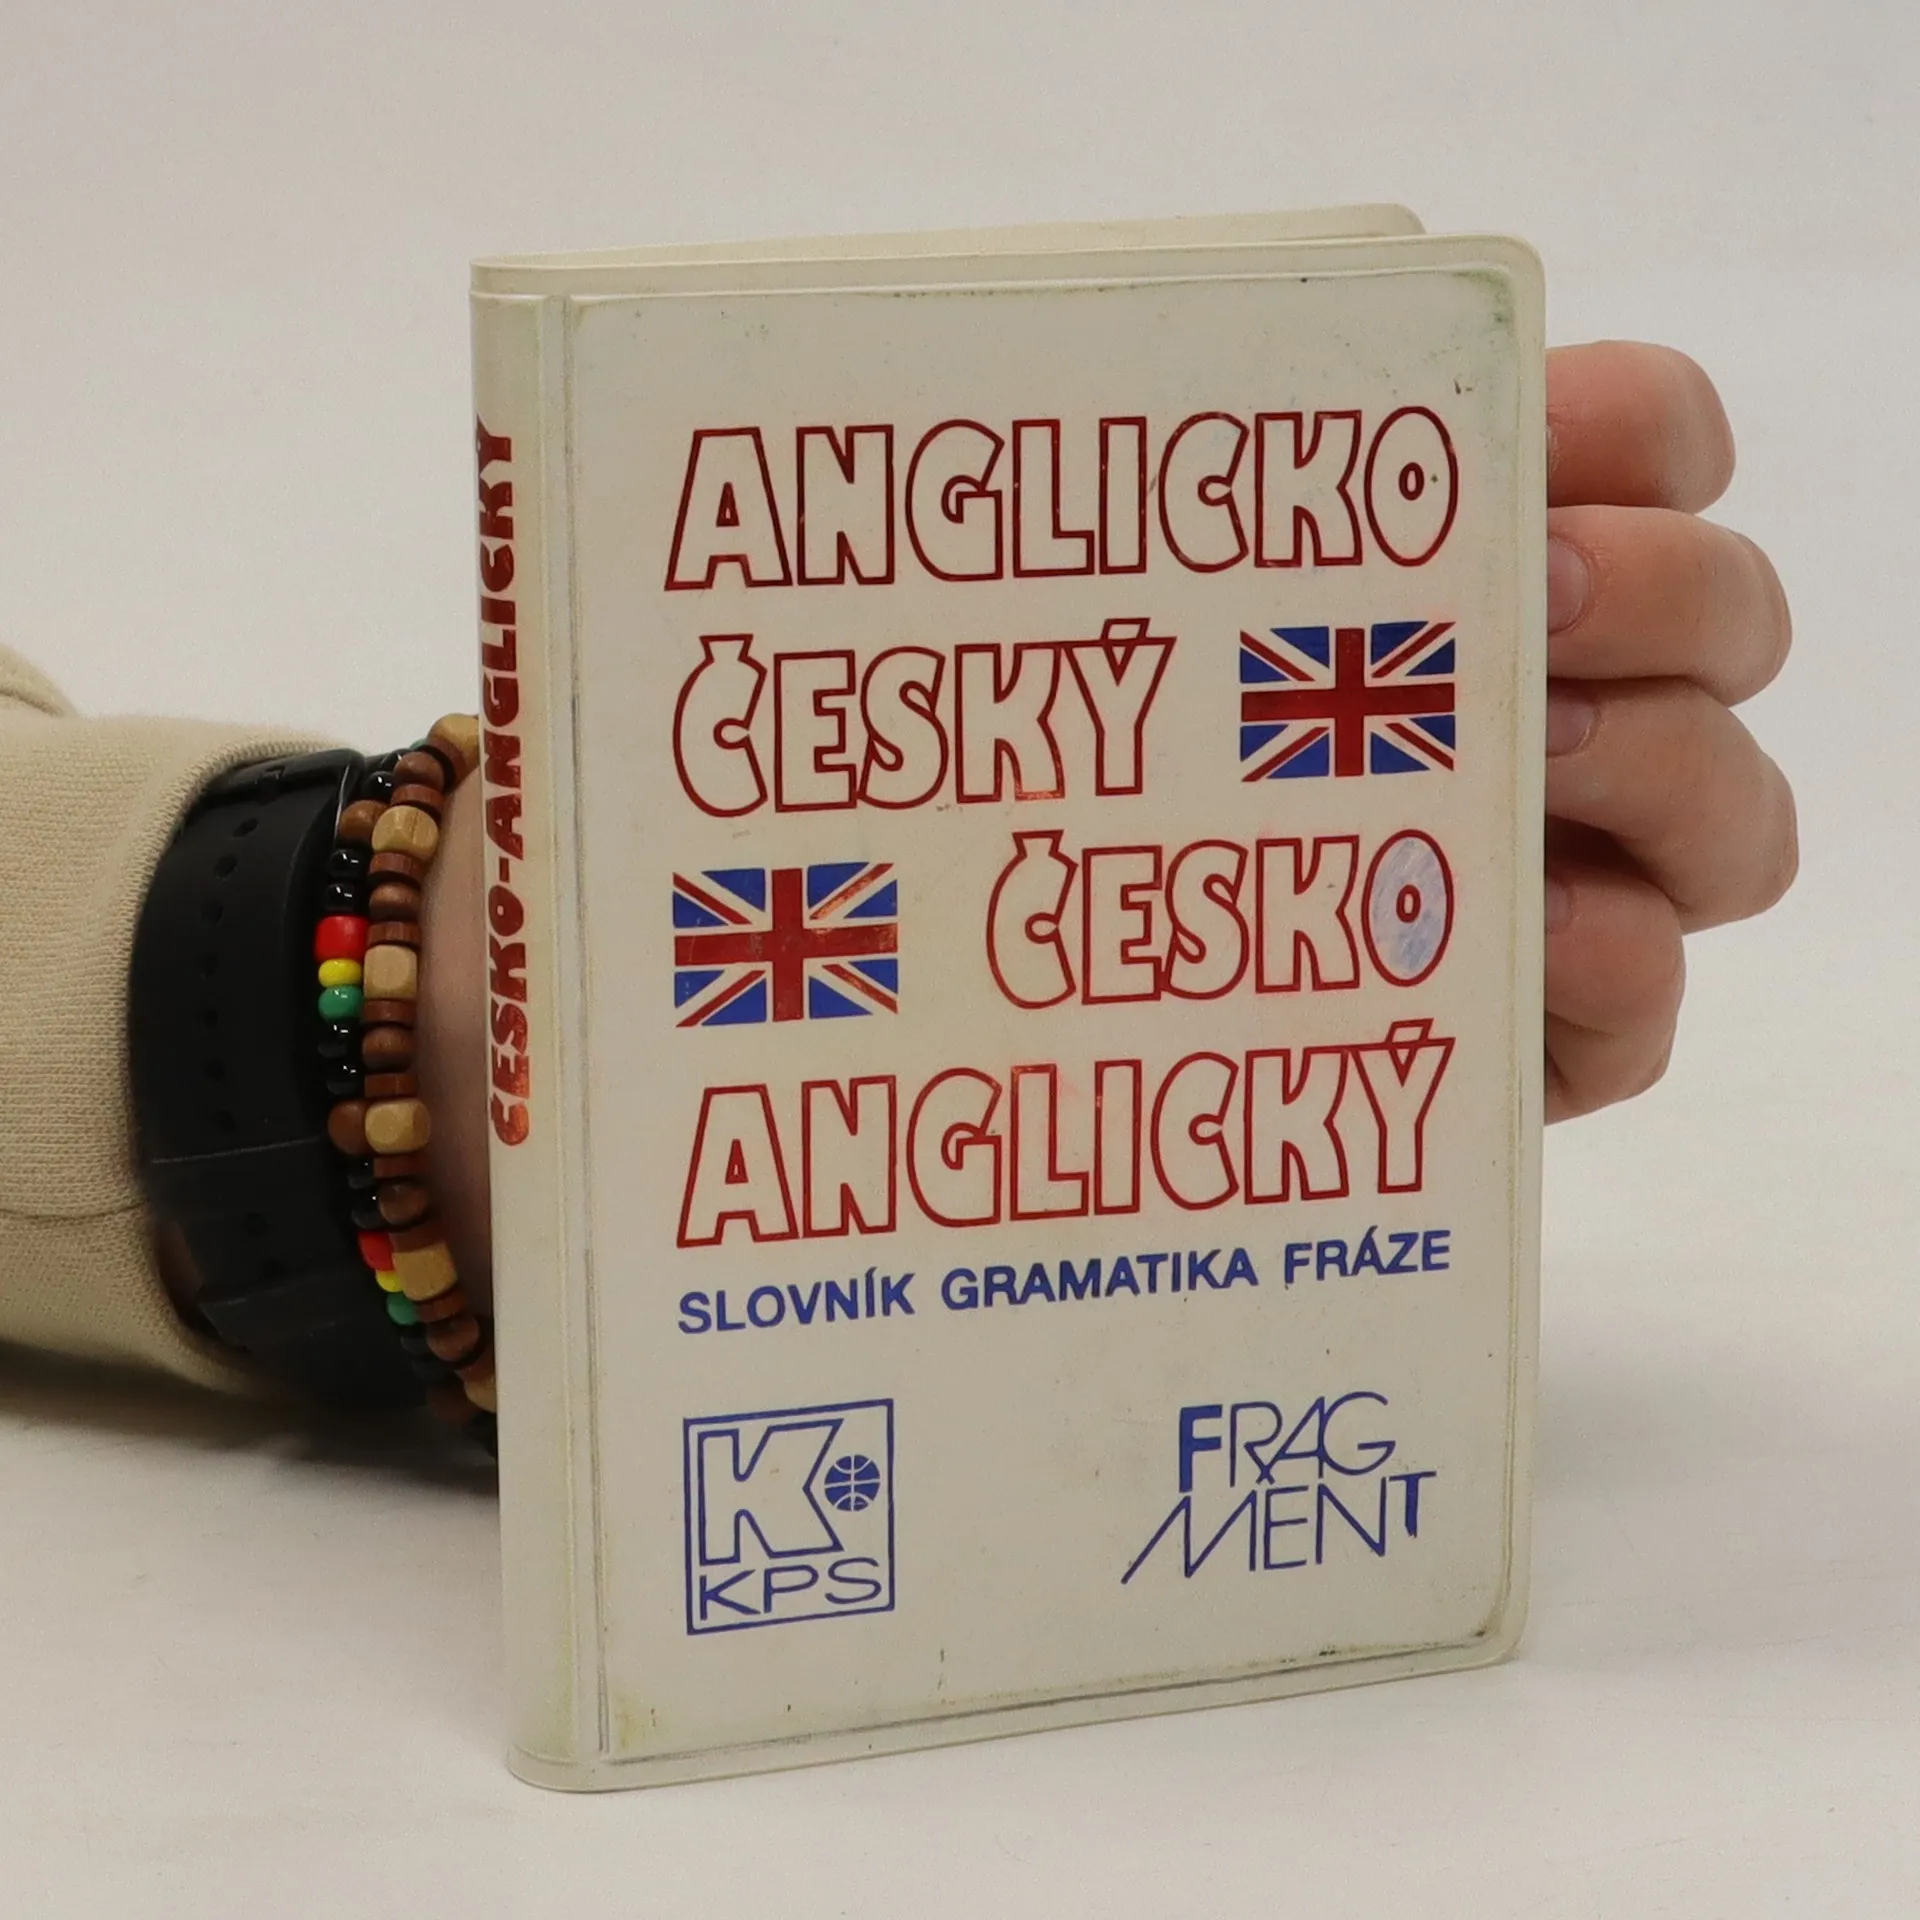 ČESKO-ANGLICKÝ
ANGLICKO
ČESKÝ
ČESKO
ANGLICKÝ
SLOVNÍK GRAMATIKA FRÁZE
K
KPS
FRAG
MENT